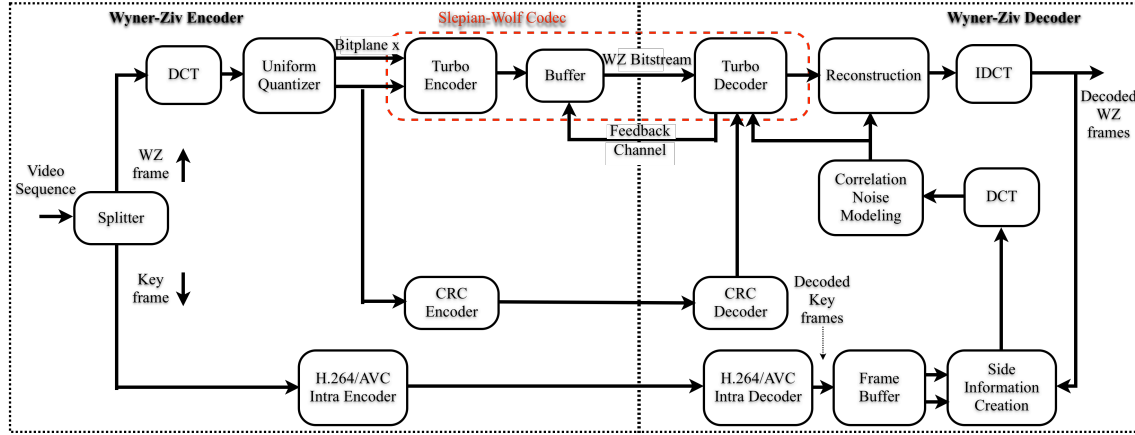 Wyner-Ziv Encoder
Slepian-Wolf Codec
Wyner-Ziv Decoder
Bitplane x
DCT
Uniform
Quantizer
Turbo
Encoder
Buffer
WZ Bitstream
Turbo
Decoder
Reconstruction
IDCT
Decoded
WZ
frames
Feedback
Channel
WZ
frame
Video
Sequence
Splitter
Correlation
Noise
Modeling
DCT
Key
frame
CRC
Encoder
CRC
Decoder
Decoded
Key
frames
H.264/AVC
Intra Encoder
H.264/AVC
Intra Decoder
Frame
Buffer
Side
Information
Creation